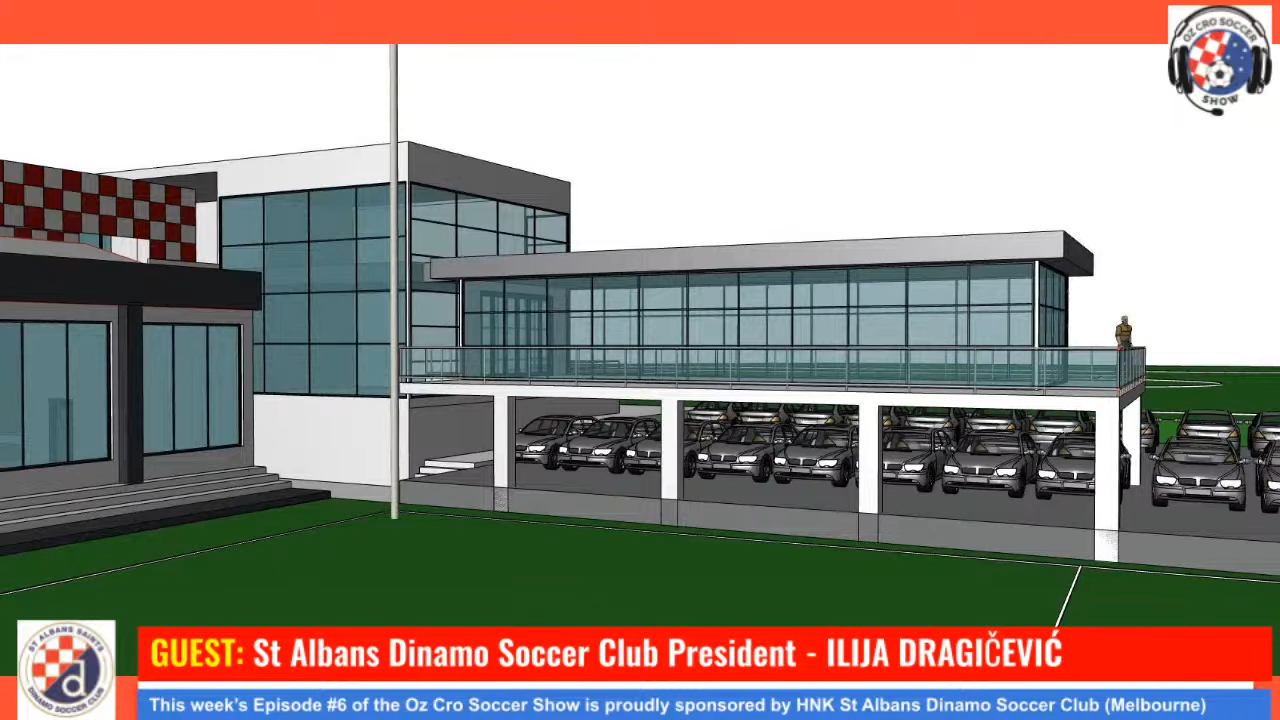 OZ CRO SOCCER
SHOW
ST ALBANS SAINTS
d
DINAMO SOCCER CLUB
GUEST: St Albans Dinamo Soccer Club President - ILIJA DRAGIČEVIĆ
This week's Episode #6 of the Oz Cro Soccer Show is proudly sponsored by HNK St Albans Dinamo Soccer Club (Melbourne)